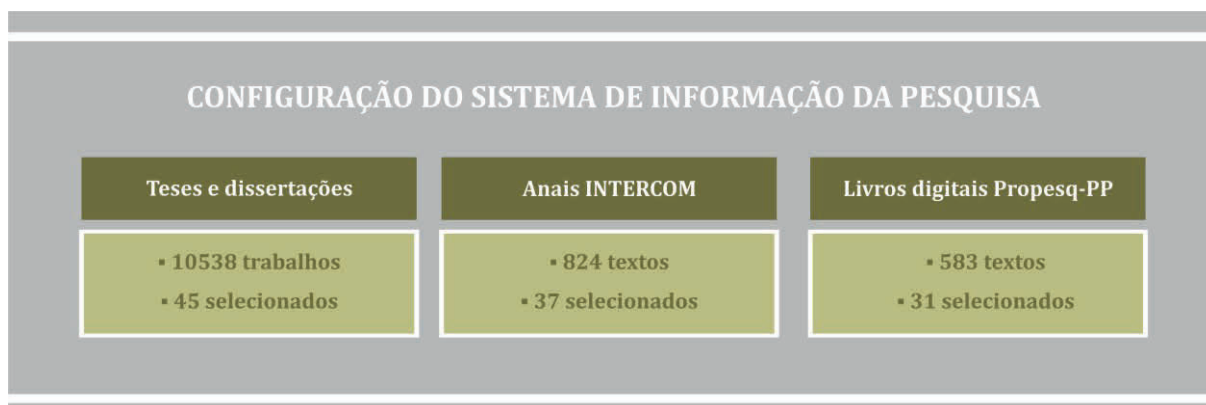 CONFIGURAÇÃO DO SISTEMA DE INFORMAÇÃO DA PESQUISA
Teses e dissertações
▪ 10538 trabalhos
▪ 45 selecionados
Anais INTERCOM
▪ 824 textos
▪ 37 selecionados
Livros digitais Propesq-PP
▪ 583 textos
▪ 31 selecionados